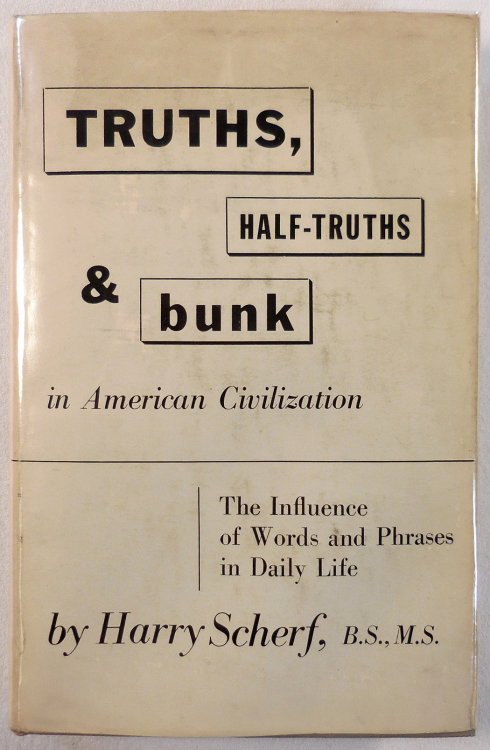 TRUTHS,
HALF-TRUTHS
& bunk
in American Civilization
The Influence
of Words and Phrases
in Daily Life
by Harry Scherf, B.S., M.S.